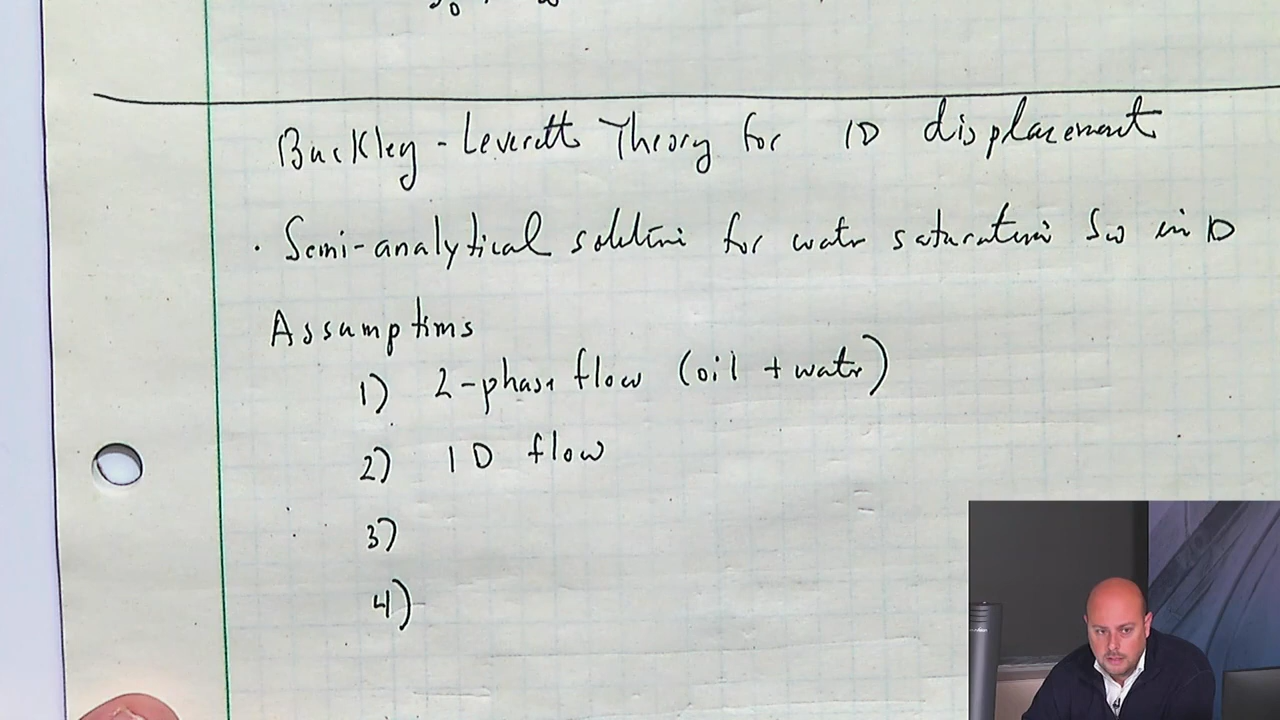 Buckley-Leverett Theory for 1D displacement
· Semi-analytical solution for water saturation Sw in 1D
Assumptions
1) 2-phase flow (oil + water)
2) 1D flow
3)
4)